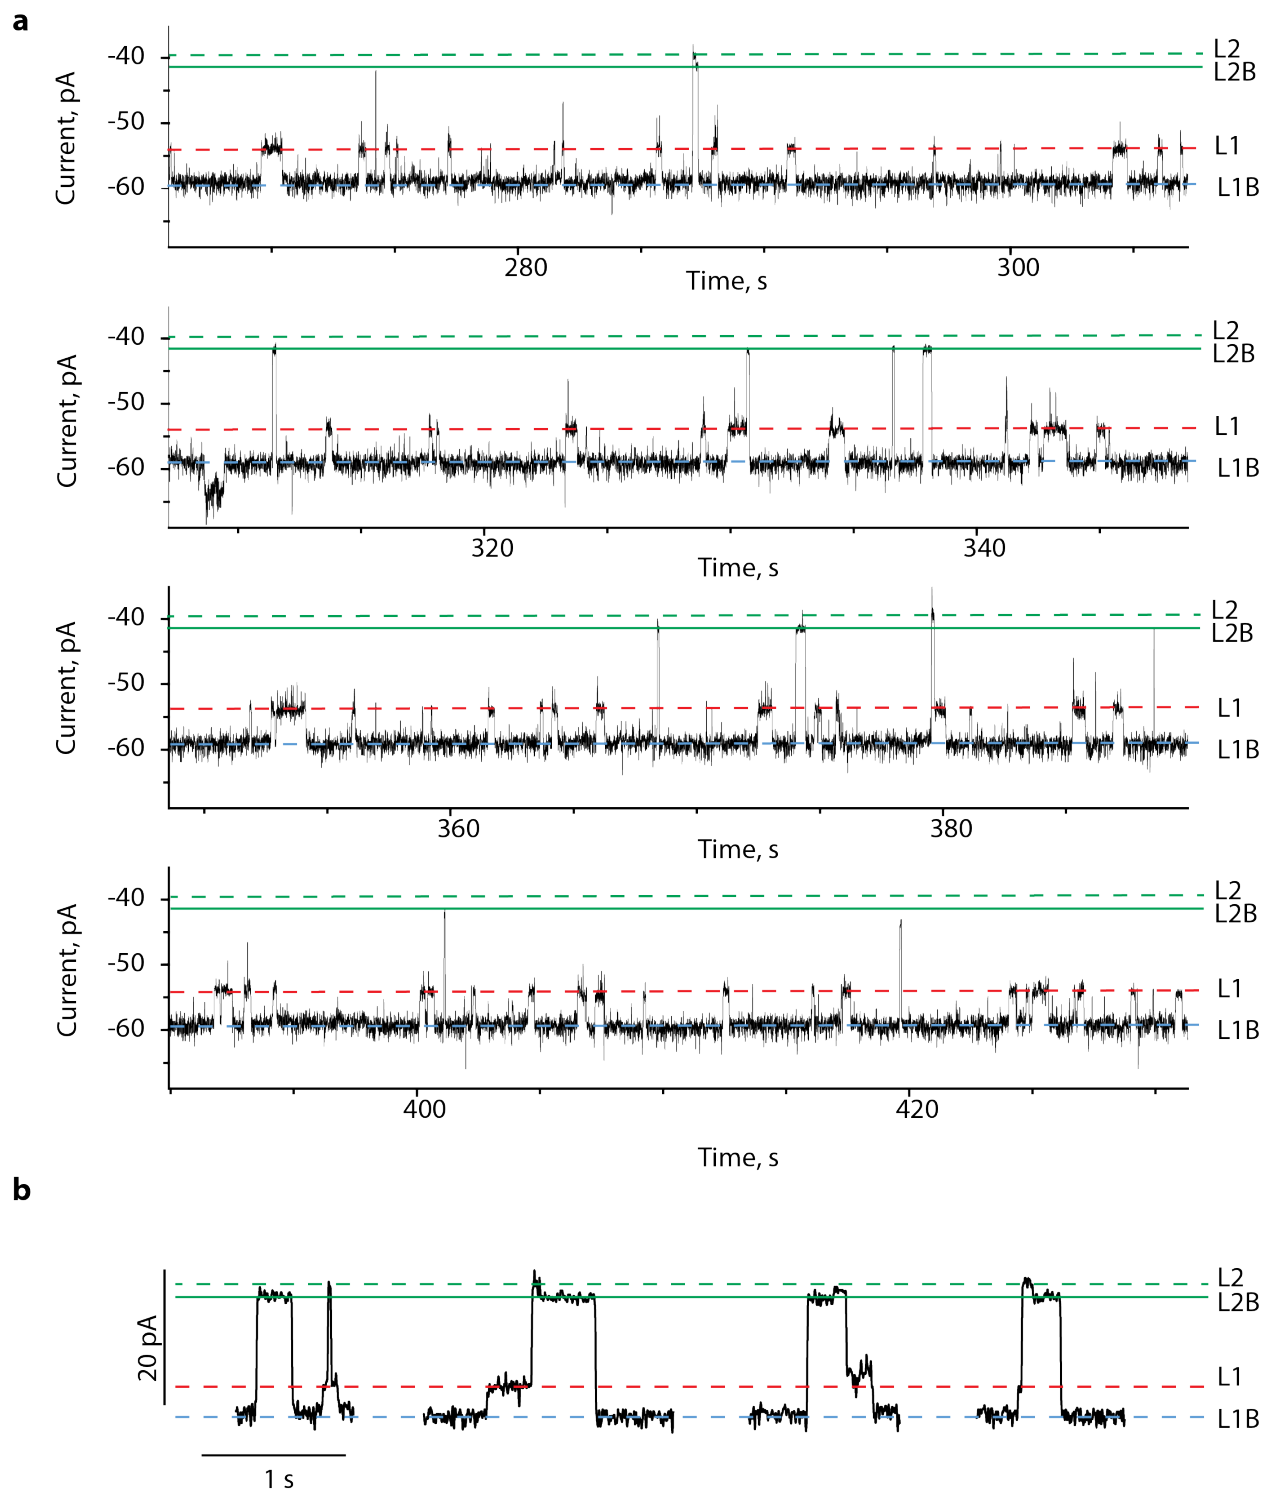 a
-40
-50
-60
Current, pA
L2
L2B
L1
L1B
280
300
Time, s
-40
-50
-60
Current, pA
L2
L2B
L1
L1B
320
340
Time, s
-40
-50
-60
Current, pA
L2
L2B
L1
L1B
360
380
Time, s
-40
-50
-60
Current, pA
L2
L2B
L1
L1B
400
420
Time, s
b
20 pA
L2
L2B
L1
L1B
1 s